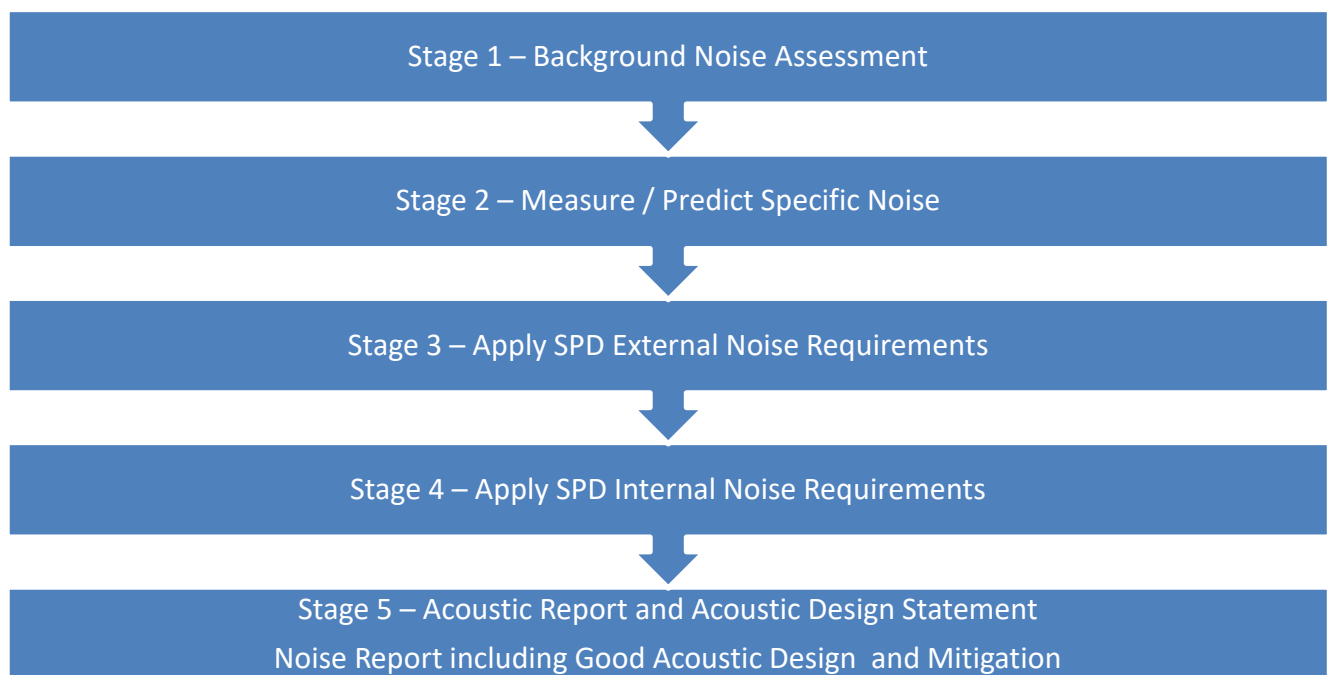 Stage 1 – Background Noise Assessment
Stage 2 – Measure / Predict Specific Noise
Stage 3 – Apply SPD External Noise Requirements
Stage 4 – Apply SPD Internal Noise Requirements
Stage 5 – Acoustic Report and Acoustic Design Statement
Noise Report including Good Acoustic Design and Mitigation